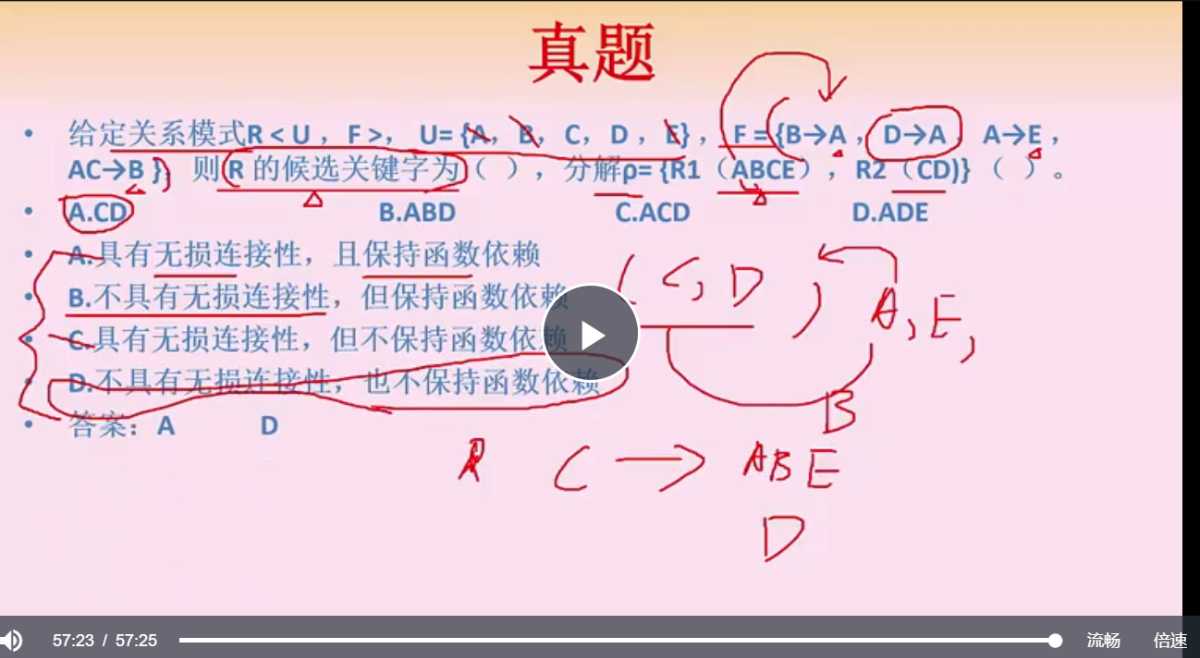 真题
• 给定关系模式R < U , F >, U= {A, B, C, D , E} , F = {B→A , D→A , A→E ,
AC→B }, 则 R 的候选关键字为( ), 分解ρ= {R1 (ABCE), R2 (CD)} ( )。
• A.CD B.ABD C.ACD D.ADE
• A.具有无损连接性,且保持函数依赖
• B.不具有无损连接性,但保持函数依赖
• C.具有无损连接性,但不保持函数依赖
• D.不具有无损连接性,也不保持函数依赖
• 答案:A D
(C, D) A, E,
B
R C → ABE
D
57:23 / 57:25 流畅 倍速